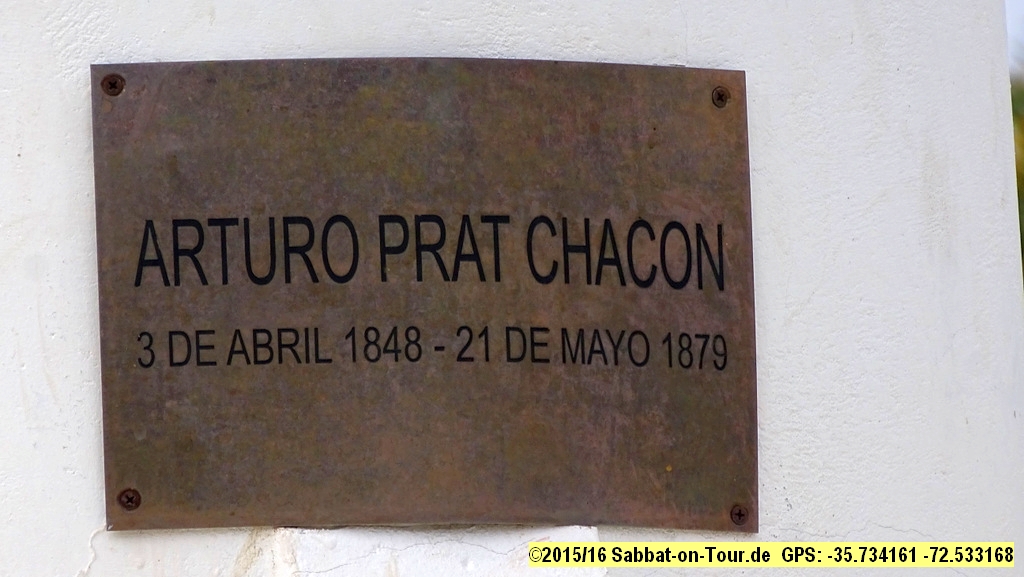 ARTURO PRAT CHACON
3 DE ABRIL 1848 - 21 DE MAYO 1879
©2015/16 Sabbat-on-Tour.de GPS: -35.734161 -72.533168